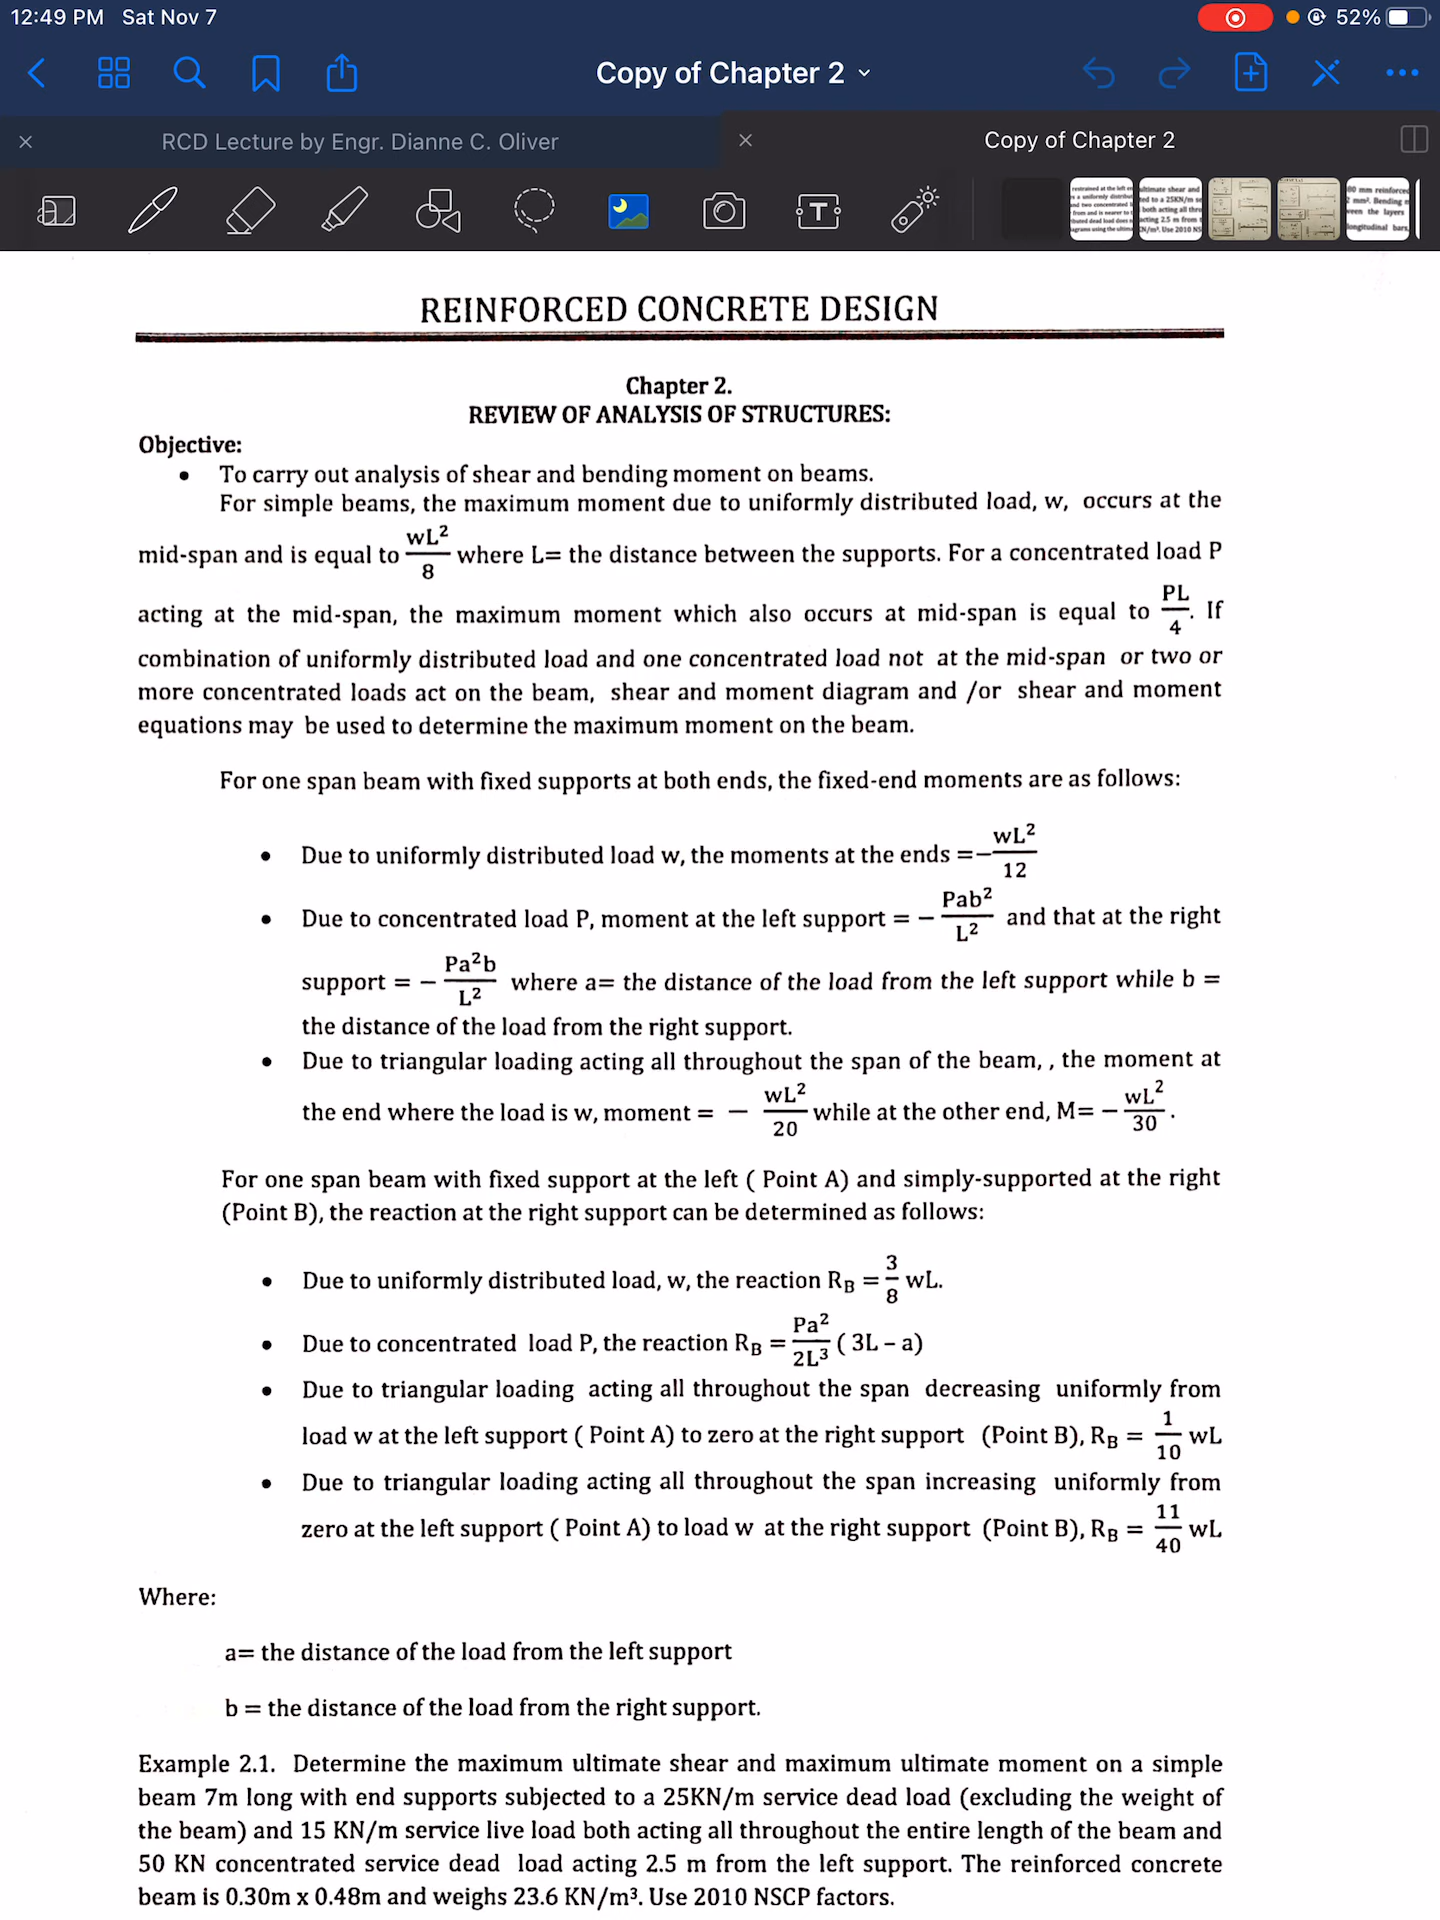 12:49 PM Sat Nov 7
52%
Copy of Chapter 2
RCD Lecture by Engr. Dianne C. Oliver
Copy of Chapter 2
REINFORCED CONCRETE DESIGN
Chapter 2.
REVIEW OF ANALYSIS OF STRUCTURES:
Objective:
• To carry out analysis of shear and bending moment on beams.
For simple beams, the maximum moment due to uniformly distributed load, w, occurs at the
mid-span and is equal to wL²/8 where L= the distance between the supports. For a concentrated load P
acting at the mid-span, the maximum moment which also occurs at mid-span is equal to PL/4. If
combination of uniformly distributed load and one concentrated load not at the mid-span or two or
more concentrated loads act on the beam, shear and moment diagram and /or shear and moment
equations may be used to determine the maximum moment on the beam.
For one span beam with fixed supports at both ends, the fixed-end moments are as follows:
• Due to uniformly distributed load w, the moments at the ends =-wL²/12
• Due to concentrated load P, moment at the left support = - Pab²/L² and that at the right
support = - Pa²b/L² where a= the distance of the load from the left support while b =
the distance of the load from the right support.
• Due to triangular loading acting all throughout the span of the beam, , the moment at
the end where the load is w, moment = - wL²/20 while at the other end, M= - wL²/30.
For one span beam with fixed support at the left ( Point A) and simply-supported at the right
(Point B), the reaction at the right support can be determined as follows:
• Due to uniformly distributed load, w, the reaction R_B = 3/8 wL.
• Due to concentrated load P, the reaction R_B = Pa²/2L³ ( 3L – a)
• Due to triangular loading acting all throughout the span decreasing uniformly from
load w at the left support ( Point A) to zero at the right support (Point B), R_B = 1/10 wL
• Due to triangular loading acting all throughout the span increasing uniformly from
zero at the left support ( Point A) to load w at the right support (Point B), R_B = 11/40 wL
Where:
a= the distance of the load from the left support
b = the distance of the load from the right support.
Example 2.1. Determine the maximum ultimate shear and maximum ultimate moment on a simple
beam 7m long with end supports subjected to a 25KN/m service dead load (excluding the weight of
the beam) and 15 KN/m service live load both acting all throughout the entire length of the beam and
50 KN concentrated service dead load acting 2.5 m from the left support. The reinforced concrete
beam is 0.30m x 0.48m and weighs 23.6 KN/m³. Use 2010 NSCP factors.